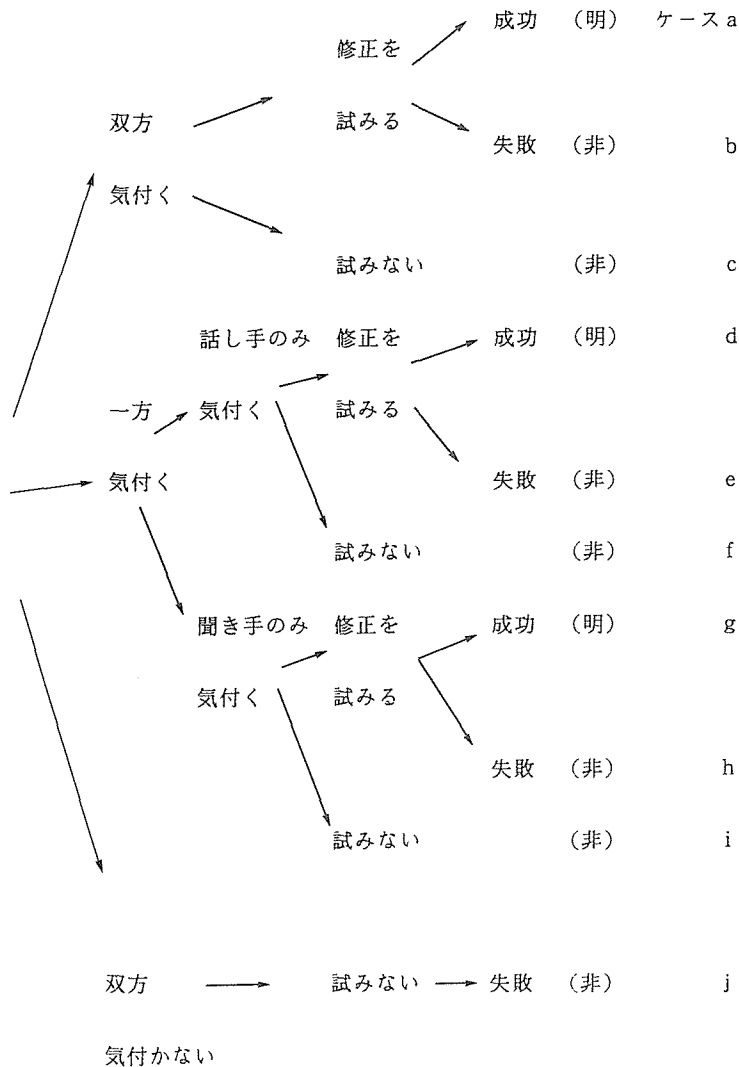 成功 (明) ケースa
修正を
双方 試みる
失敗 (非) b
気付く
試みない (非) c
話し手のみ 修正を 成功 (明) d
一方 気付く 試みる
気付く 失敗 (非) e
試みない (非) f
聞き手のみ 修正を 成功 (明) g
気付く 試みる
失敗 (非) h
試みない (非) i
双方 試みない 失敗 (非) j
気付かない